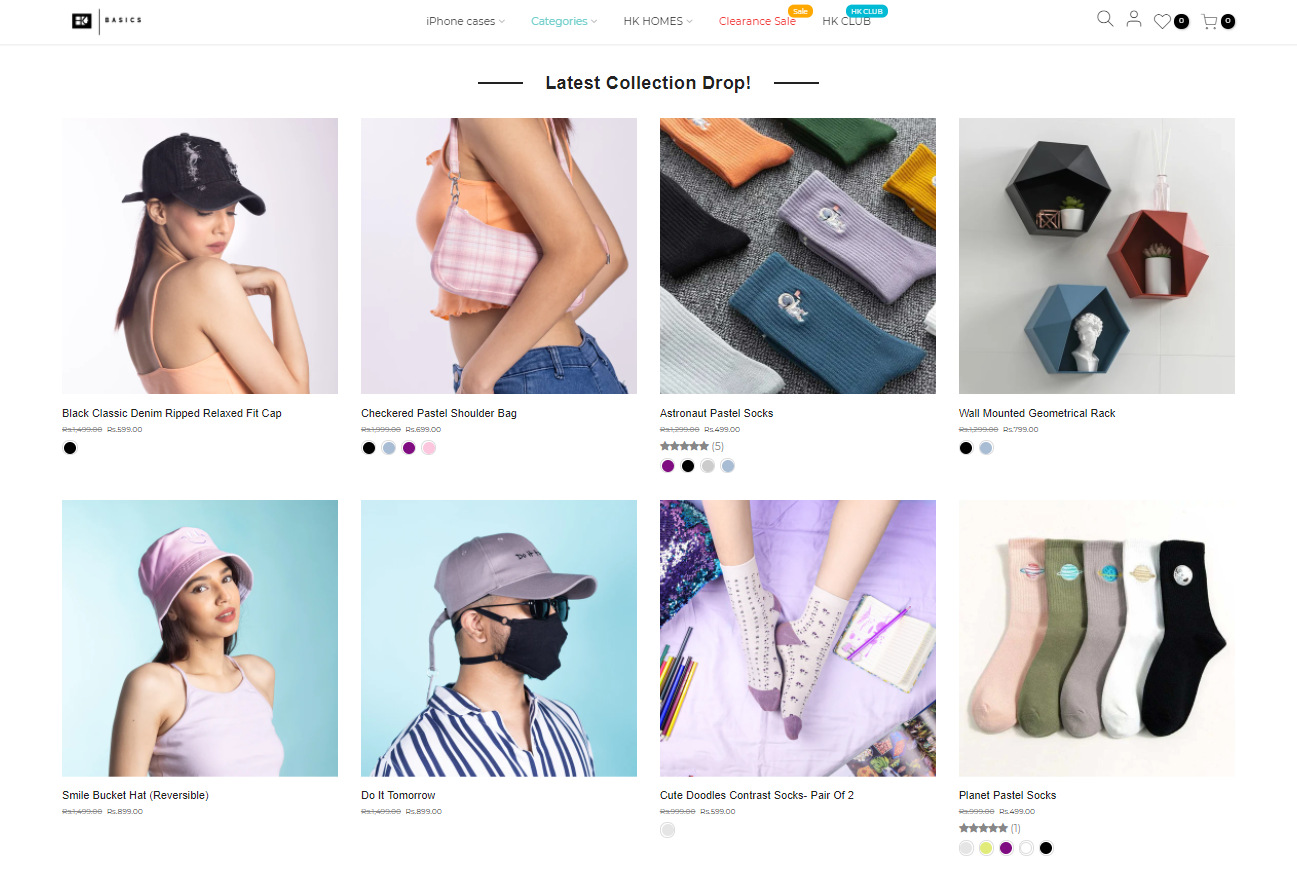 HK BASICS
iPhone cases
Categories
HK HOMES
Clearance Sale
Sale
HK CLUB
HK CLUB
0
0
Latest Collection Drop!
Black Classic Denim Ripped Relaxed Fit Cap
Rs.1,499.00 Rs.599.00
Checkered Pastel Shoulder Bag
Rs.1,999.00 Rs.699.00
Astronaut Pastel Socks
Rs.1,299.00 Rs.499.00
(5)
Wall Mounted Geometrical Rack
Rs.1,299.00 Rs.799.00
Do It
Smile Bucket Hat (Reversible)
Rs.1,499.00 Rs.899.00
Do It Tomorrow
Rs.1,499.00 Rs.899.00
Cute Doodles Contrast Socks- Pair Of 2
Rs.999.00 Rs.599.00
Planet Pastel Socks
Rs.999.00 Rs.499.00
(1)